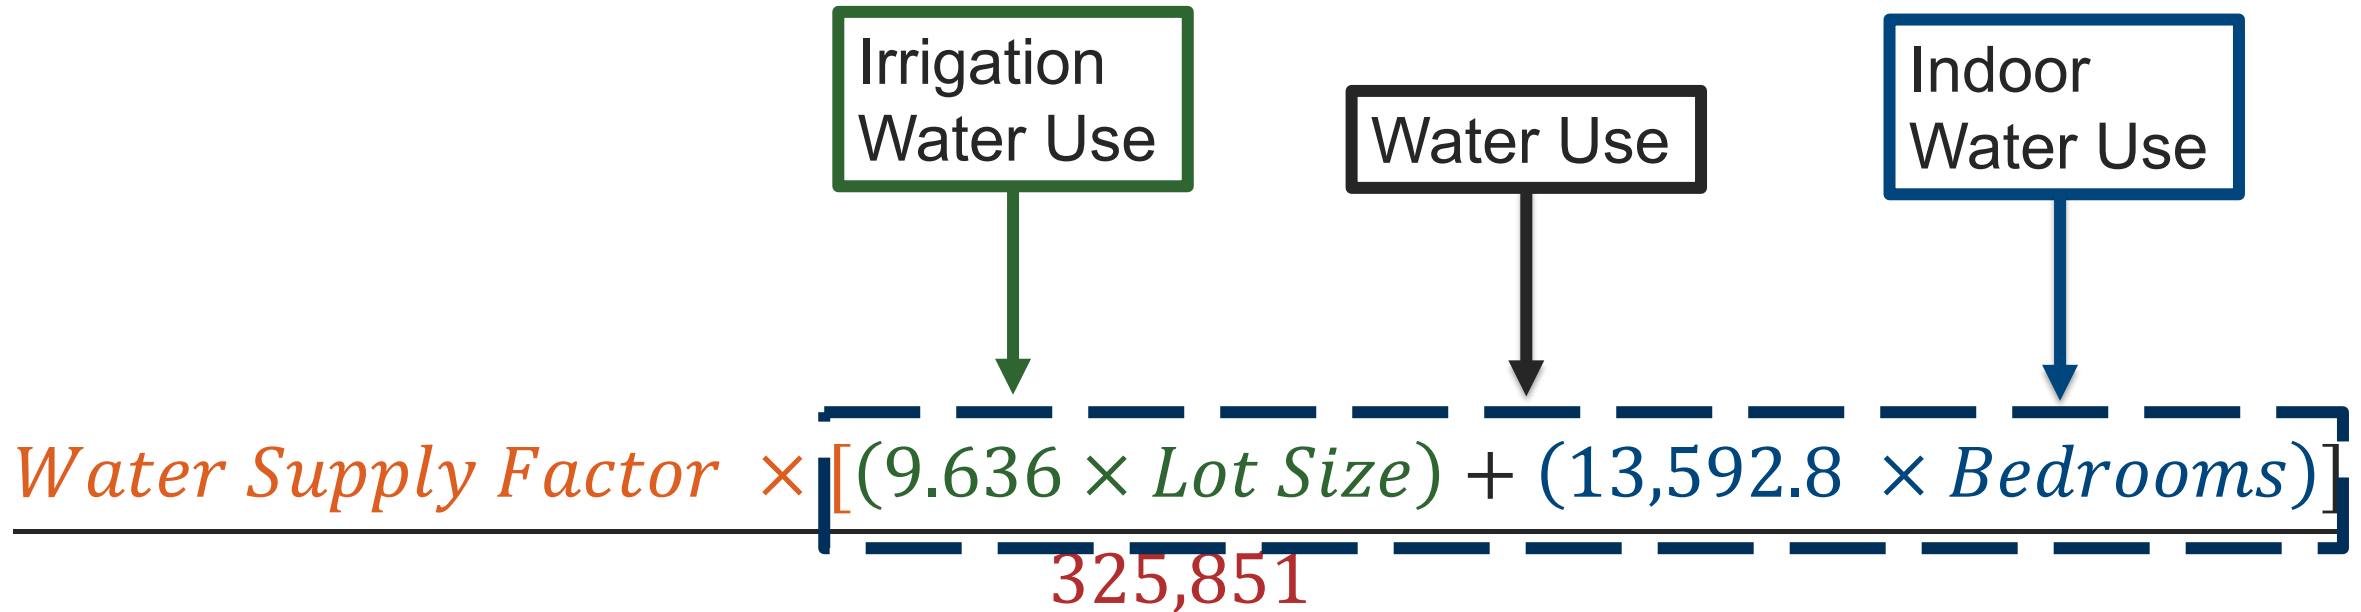 Irrigation
Water Use
Water Use
Indoor
Water Use
Water Supply Factor × [(9.636 × Lot Size) + (13,592.8 × Bedrooms)]
325,851